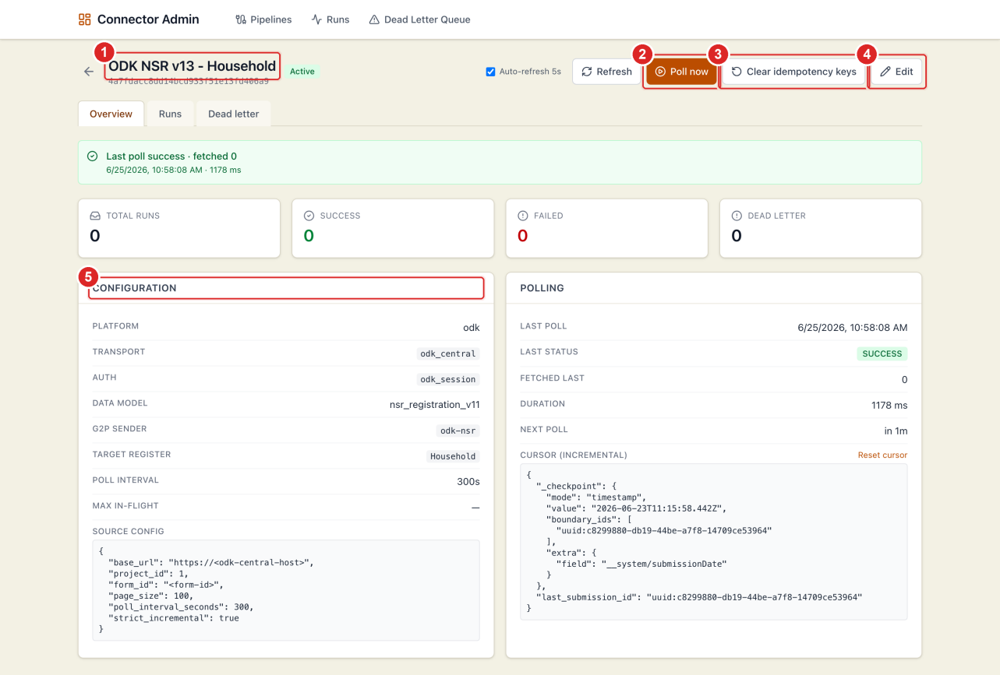 Connector Admin
Pipelines
Runs
Dead Letter Queue
1
2
3
4
ODK NSR v13 - Household
4a7fdacc8dd14bcd933f51e13fd406a9
Active
Auto-refresh 5s
Refresh
Poll now
Clear idempotency keys
Edit
Overview
Runs
Dead letter
Last poll success · fetched 0
6/25/2026, 10:58:08 AM · 1178 ms
TOTAL RUNS
0
SUCCESS
0
FAILED
0
DEAD LETTER
0
5
CONFIGURATION
PLATFORM odk
TRANSPORT odk_central
AUTH odk_session
DATA MODEL nsr_registration_v11
G2P SENDER odk-nsr
TARGET REGISTER Household
POLL INTERVAL 300s
MAX IN-FLIGHT —
SOURCE CONFIG
{
"base_url": "https://<odk-central-host>",
"project_id": 1,
"form_id": "<form-id>",
"page_size": 100,
"poll_interval_seconds": 300,
"strict_incremental": true
}
POLLING
LAST POLL 6/25/2026, 10:58:08 AM
LAST STATUS SUCCESS
FETCHED LAST 0
DURATION 1178 ms
NEXT POLL in 1m
CURSOR (INCREMENTAL) Reset cursor
{
"_checkpoint": {
"mode": "timestamp",
"value": "2026-06-23T11:15:58.442Z",
"boundary_ids": [
"uuid:c8299880-db19-44be-a7f8-14709ce53964"
],
"extra": {
"field": "__system/submissionDate"
}
},
"last_submission_id": "uuid:c8299880-db19-44be-a7f8-14709ce53964"
}